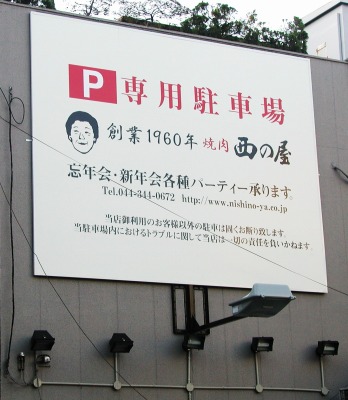 P 専用駐車場
創業1960年 焼肉 西の屋
忘年会・新年会各種パーティー承ります。
Tel.044-344-0672 http://www.nishino-ya.co.jp
当店御利用のお客様以外の駐車は固くお断り致します
当駐車場内におけるトラブルに関して当店は一切の責任を負いかねます